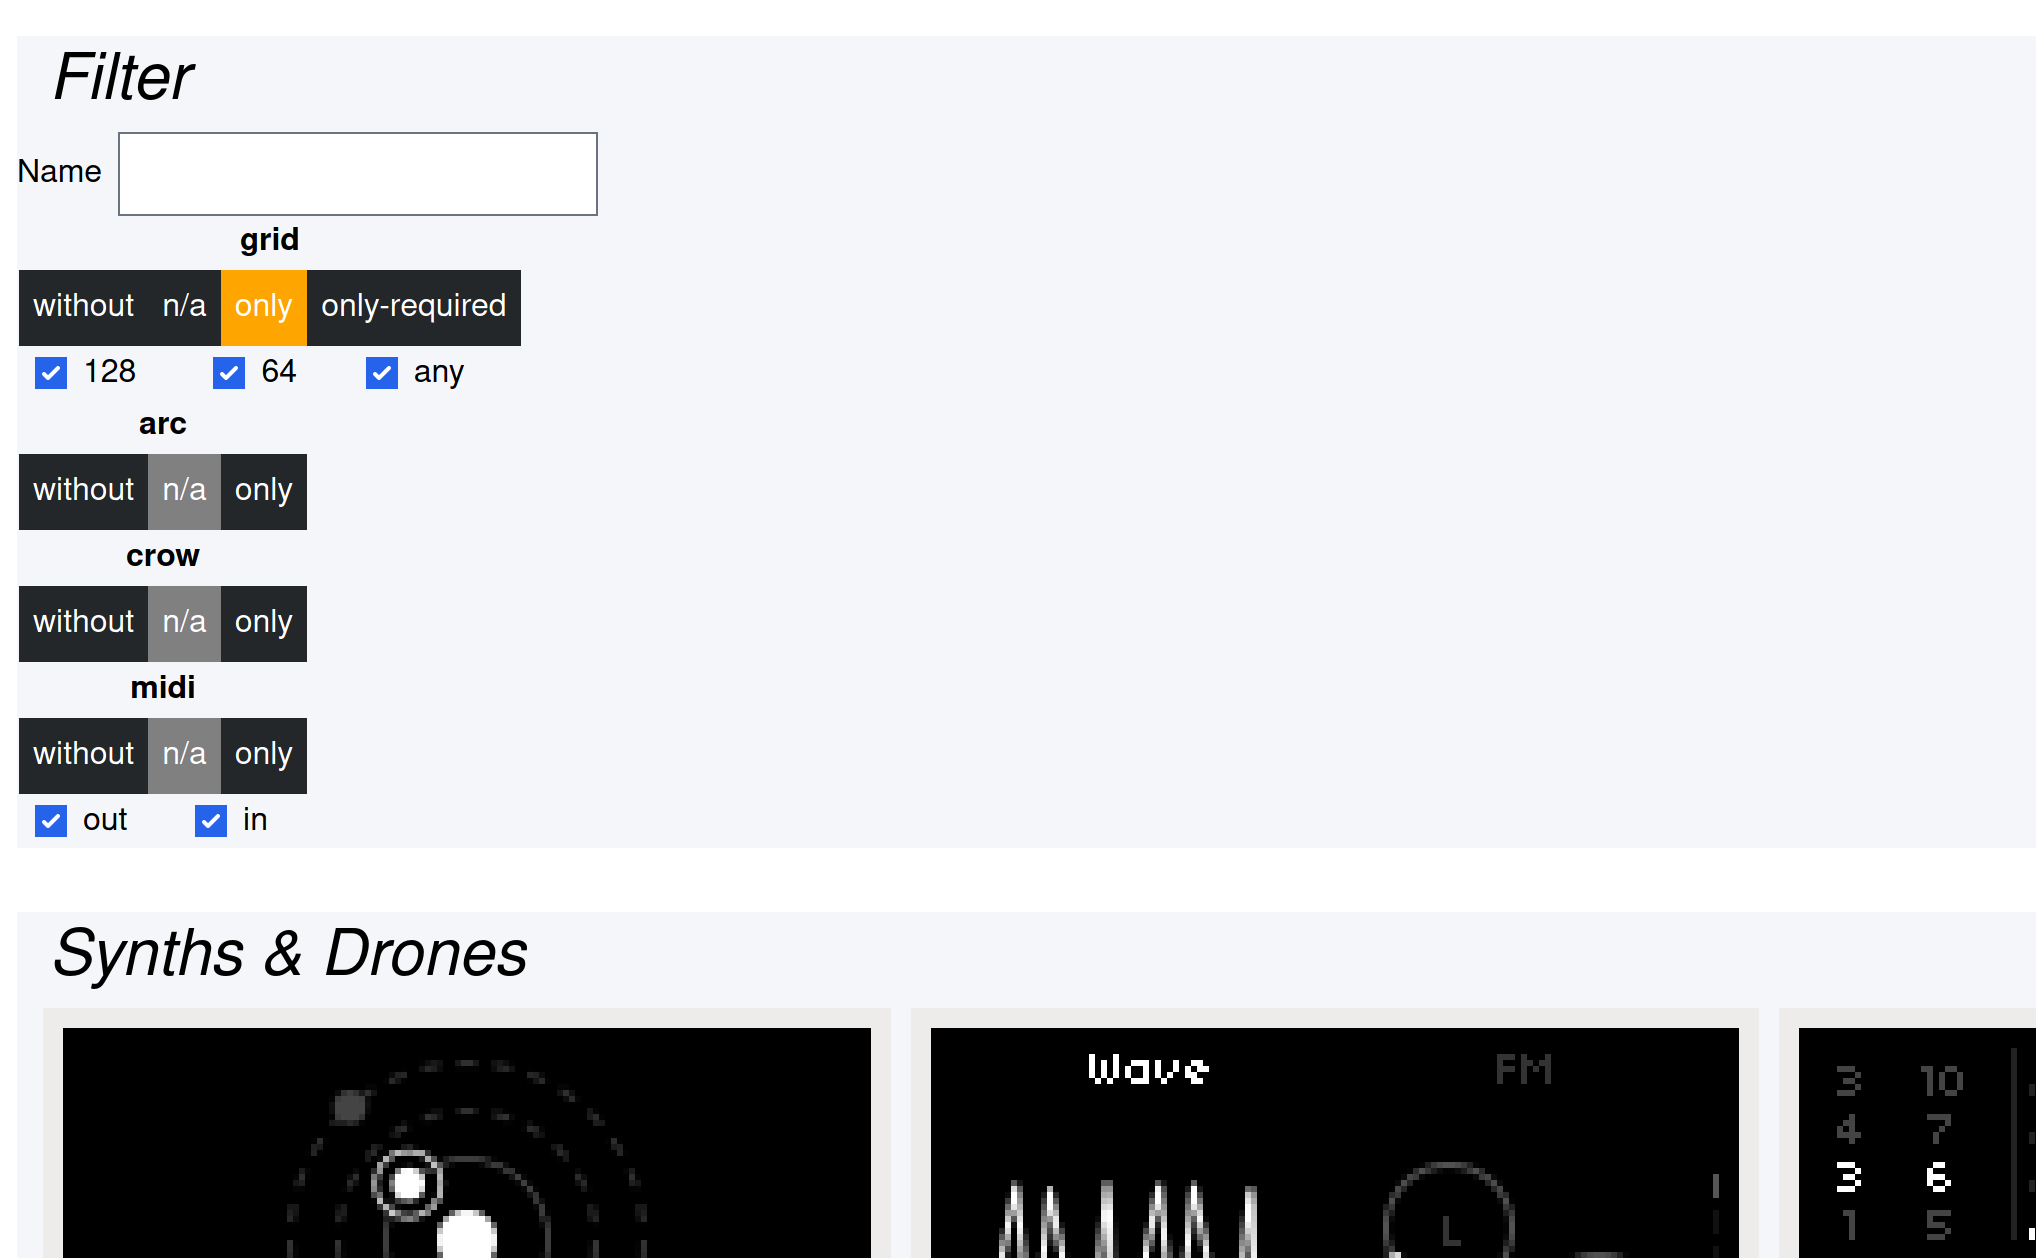 Filter
Name
grid
without n/a only only-required
128 64 any
arc
without n/a only
crow
without n/a only
midi
without n/a only
out in
Synths & Drones
Wave FM
L
3 10
4 7
3 6
1 5